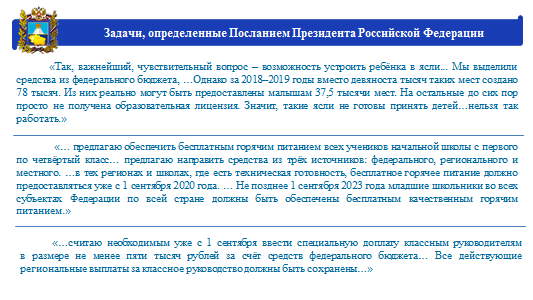 Задачи, определенные Посланием Президента Российской Федерации
«Так, важнейший, чувствительный вопрос – возможность устроить ребёнка в ясли... Мы выделили
средства из федерального бюджета, …Однако за 2018–2019 годы вместо девяноста тысяч таких мест создано
78 тысяч. Из них реально могут быть предоставлены малышам 37,5 тысячи мест. На остальные до сих пор
просто не получена образовательная лицензия. Значит, такие ясли не готовы принять детей…нельзя так
работать.»
«… предлагаю обеспечить бесплатным горячим питанием всех учеников начальной школы с первого
по четвёртый класс… предлагаю направить средства из трёх источников: федерального, регионального и
местного. …в тех регионах и школах, где есть техническая готовность, бесплатное горячее питание должно
предоставляться уже с 1 сентября 2020 года. … Не позднее 1 сентября 2023 года младшие школьники во всех
субъектах Федерации по всей стране должны быть обеспечены бесплатным качественным горячим
питанием.»
«…считаю необходимым уже с 1 сентября ввести специальную доплату классным руководителям
в размере не менее пяти тысяч рублей за счёт средств федерального бюджета… Все действующие
региональные выплаты за классное руководство должны быть сохранены…»